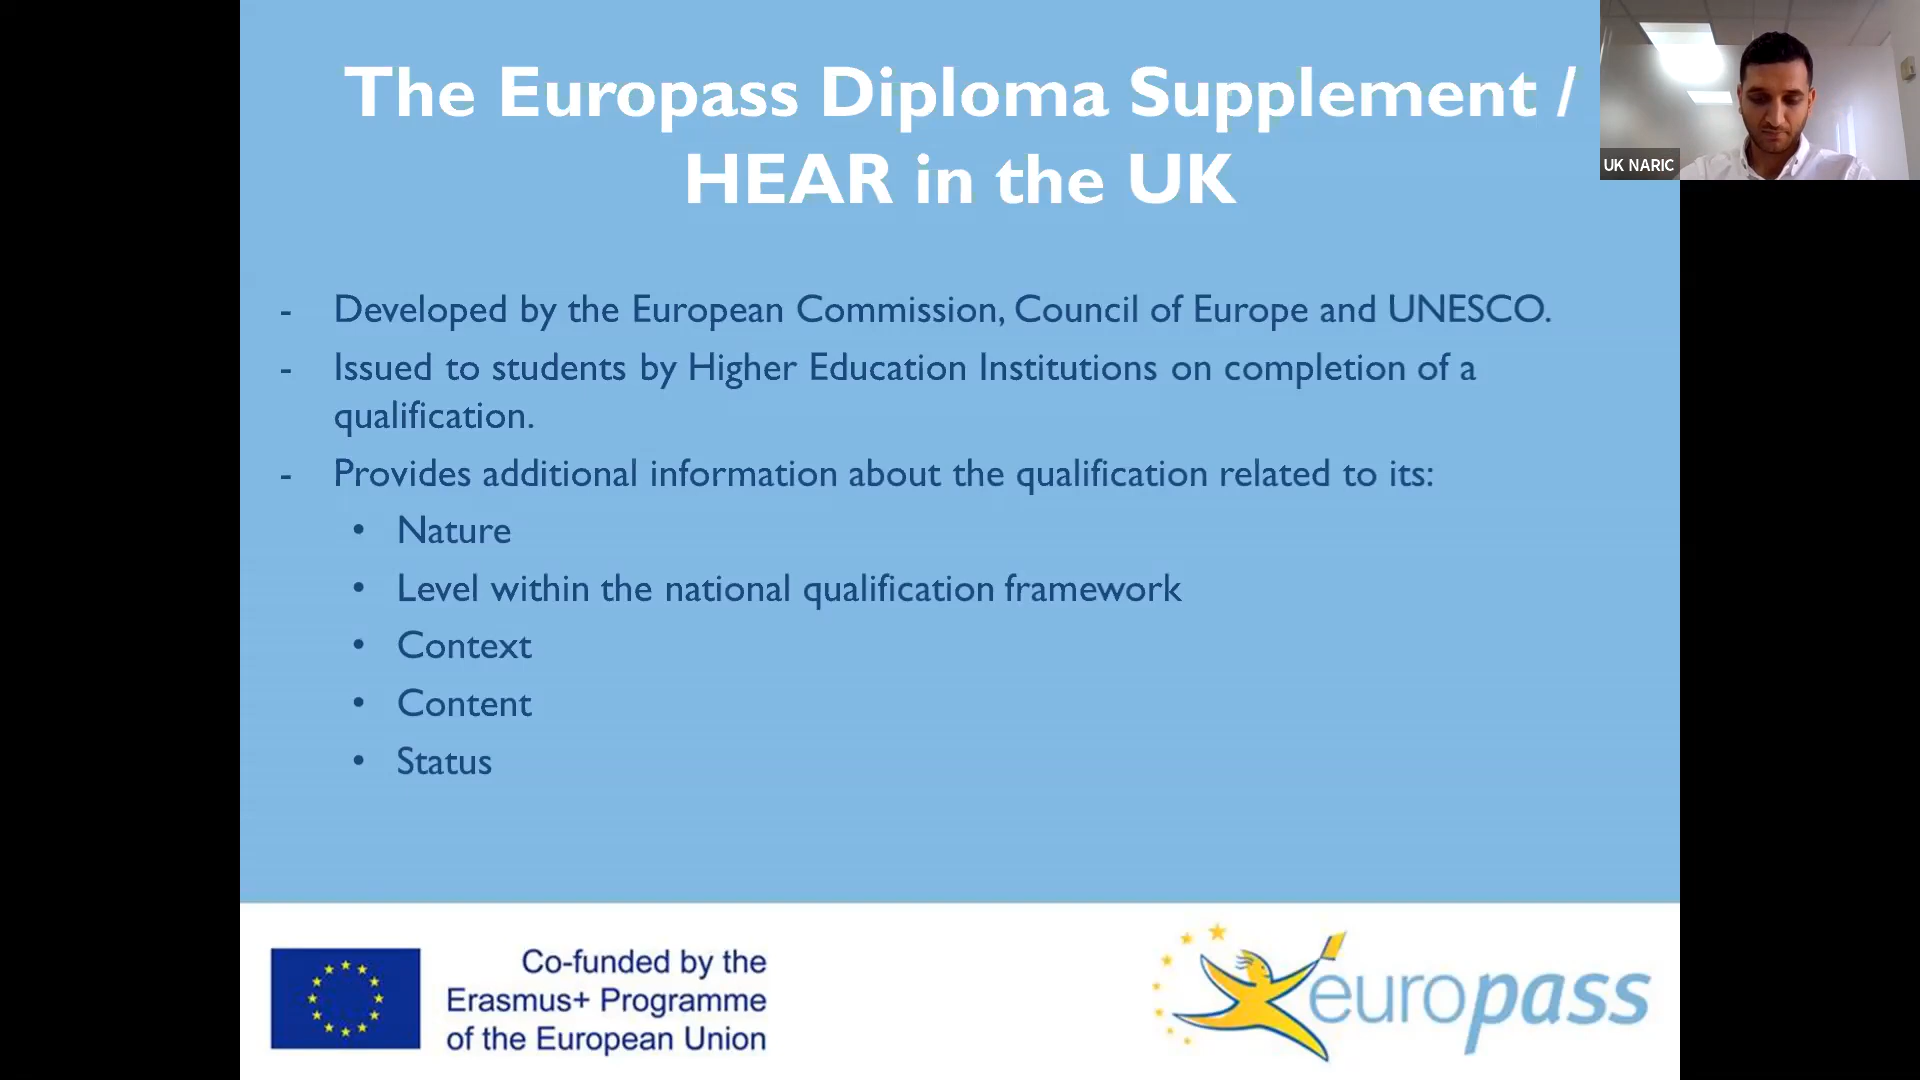 The Europass Diploma Supplement /
HEAR in the UK
UK NARIC
- Developed by the European Commission, Council of Europe and UNESCO.
- Issued to students by Higher Education Institutions on completion of a
qualification.
- Provides additional information about the qualification related to its:
• Nature
• Level within the national qualification framework
• Context
• Content
• Status
Co-funded by the
Erasmus+ Programme
of the European Union
europass